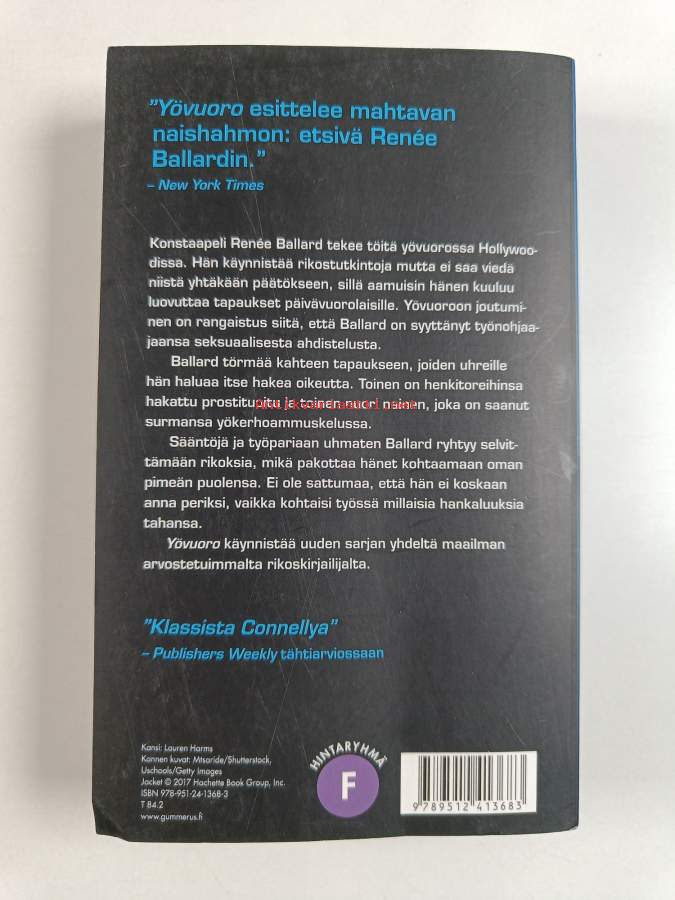 "Yövuoro esittelee mahtavan
naishahmon: etsivä Renée
Ballardin."
– New York Times
Konstaapeli Renée Ballard tekee töitä yövuorossa Hollywoo-
dissa. Hän käynnistää rikostutkintoja mutta ei saa viedä
niistä yhtäkään päätökseen, sillä aamuisin hänen kuuluu
luovuttaa tapaukset päivävuorolaisille. Yövuoroon joutumi-
nen on rangaistus siitä, että Ballard on syyttänyt työnohjaa-
jaansa seksuaalisesta ahdistelusta.
Ballard törmää kahteen tapaukseen, joiden uhreille
hän haluaa itse hakea oikeutta. Toinen on henkitoreihinsa
hakattu prostituoitu ja toinen nuori nainen, joka on saanut
surmansa yökerhoammuskelussa.
Sääntöjä ja työpariaan uhmaten Ballard ryhtyy selvit-
tämään rikoksia, mikä pakottaa hänet kohtaamaan oman
pimeän puolensa. Ei ole sattumaa, että hän ei koskaan
anna periksi, vaikka kohtaisi työssä millaisia hankaluuksia
tahansa.
Yövuoro käynnistää uuden sarjan yhdeltä maailman
arvostetuimmalta rikoskirjailijalta.
"Klassista Connellya"
– Publishers Weekly tähtiarviossaan
Kansi: Lauren Harms
Kannen kuvat: Mtsaride/Shutterstock,
Uschools/Getty Images
Jacket © 2017 Hachette Book Group, Inc.
ISBN 978-951-24-1368-3
T 84.2
www.gummerus.fi
HINTARYHMÄ
F
9 789512 413683
Antikvariaatti.net